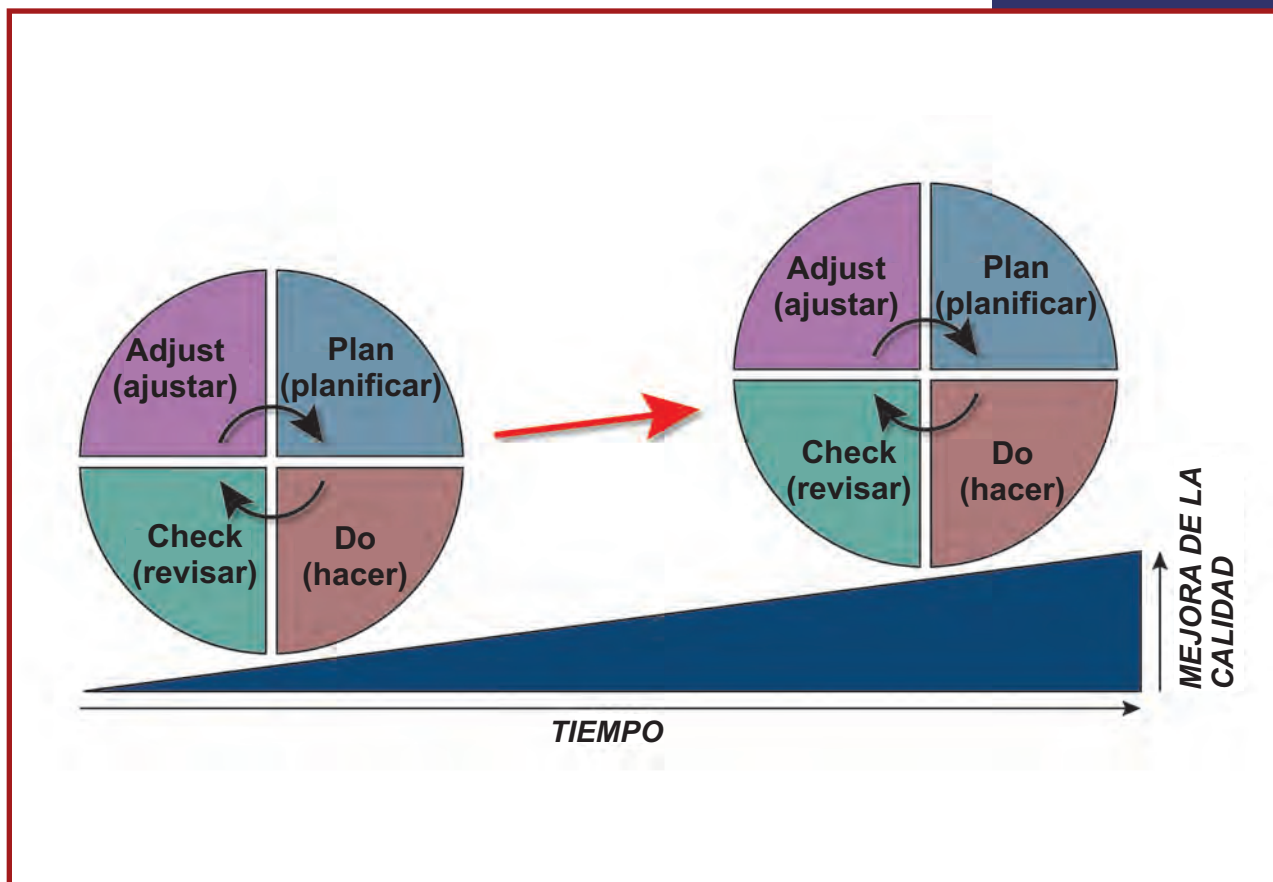 Adjust
(ajustar)
Plan
(planificar)
Check
(revisar)
Do
(hacer)
Adjust
(ajustar)
Plan
(planificar)
Check
(revisar)
Do
(hacer)
MEJORA DE LA
CALIDAD
TIEMPO